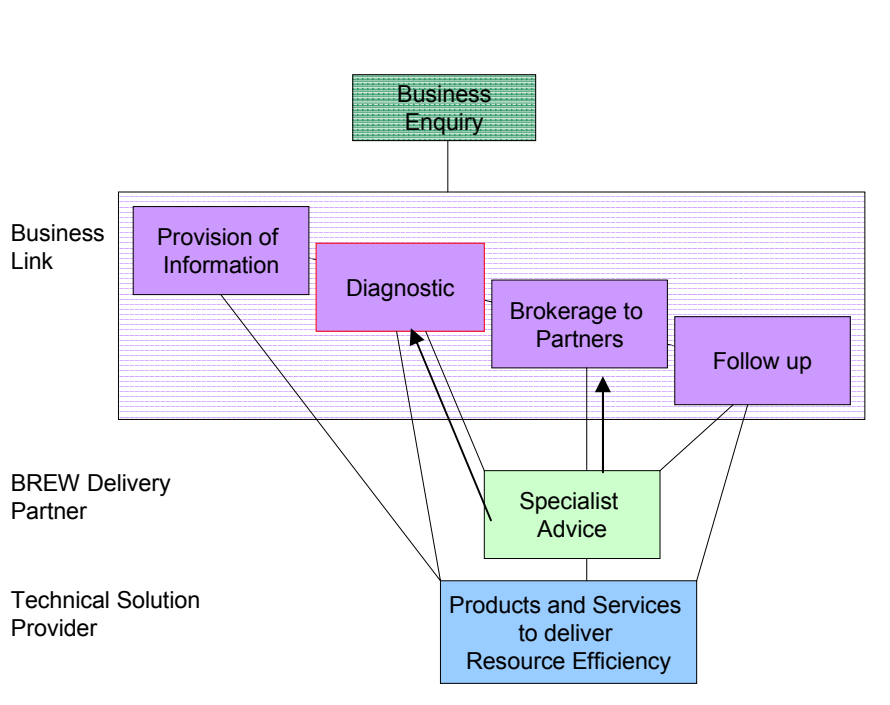 Business
Enquiry
Business
Link
Provision of
Information
Diagnostic
Brokerage to
Partners
Follow up
BREW Delivery
Partner
Specialist
Advice
Technical Solution
Provider
Products and Services
to deliver
Resource Efficiency